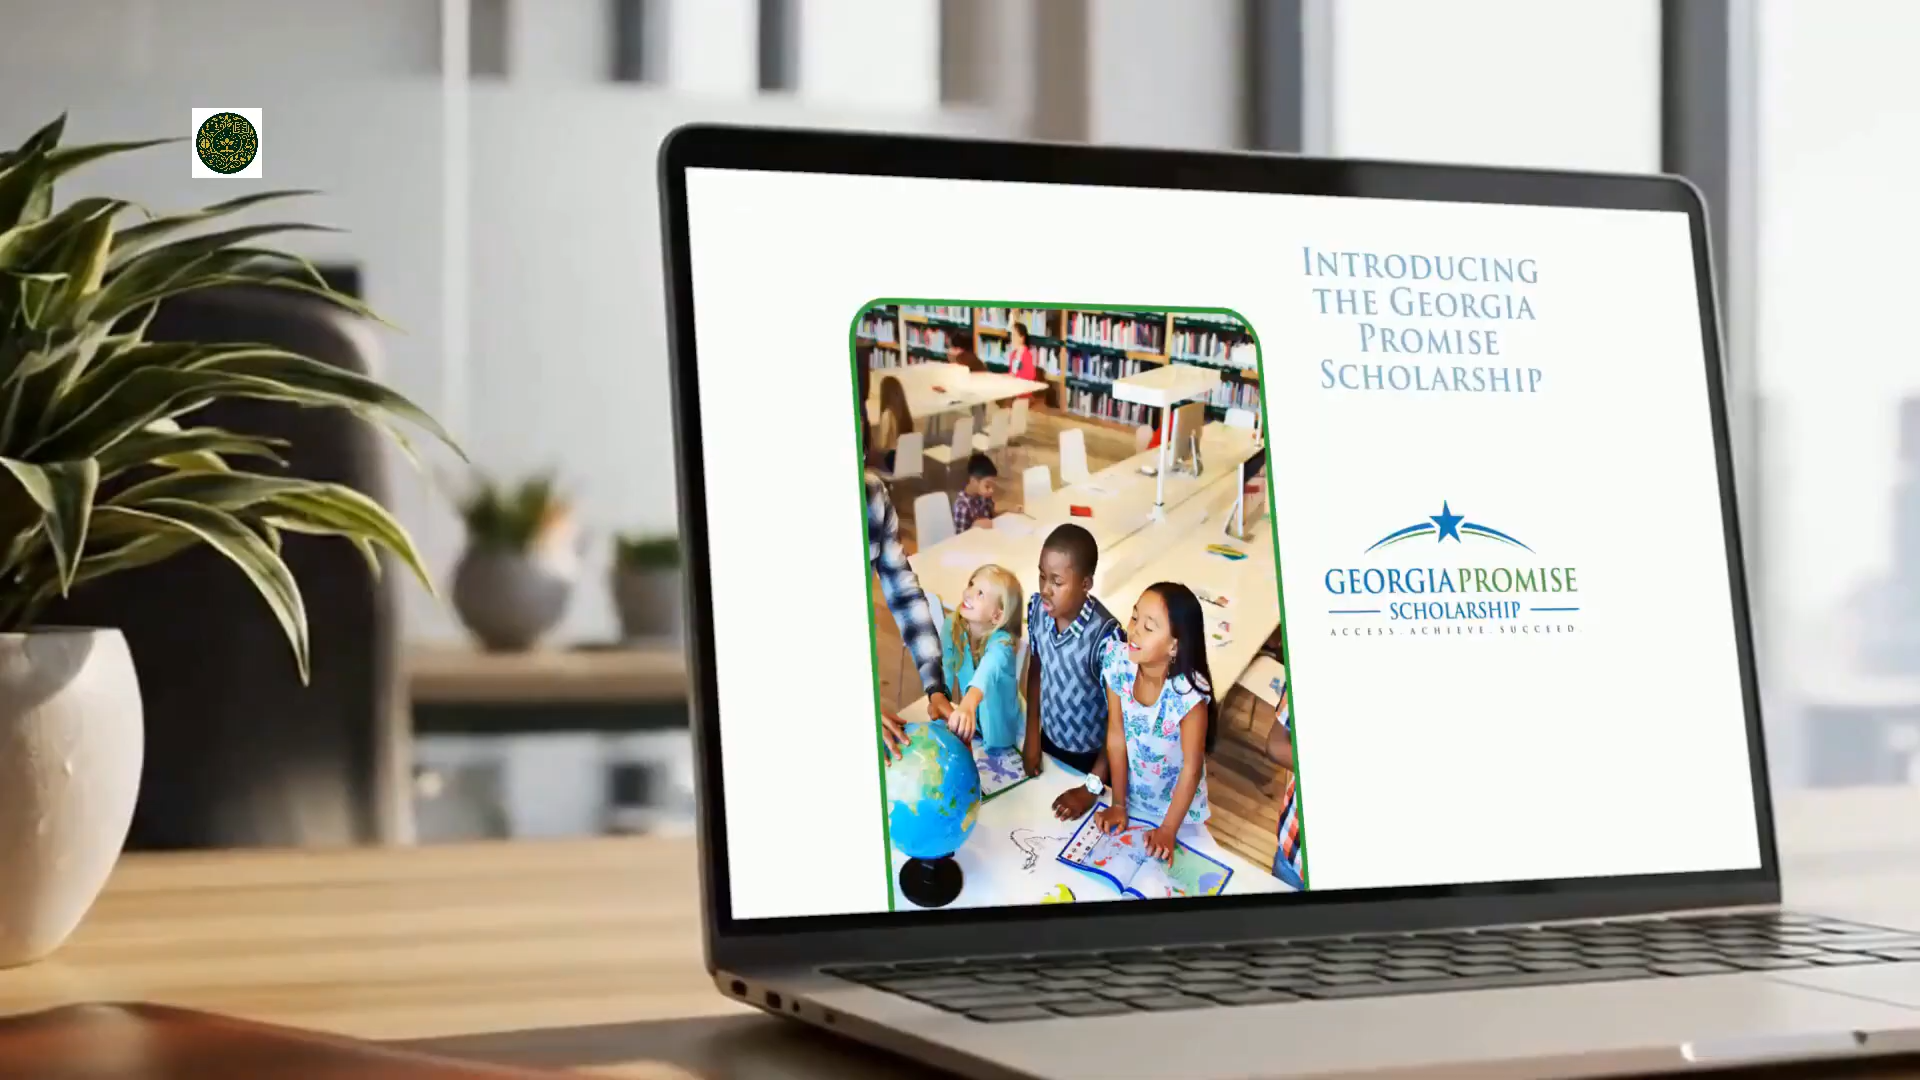 INTRODUCING
THE GEORGIA
PROMISE
SCHOLARSHIP
GEORGIAPROMISE
SCHOLARSHIP
ACCESS. ACHIEVE. SUCCEED.